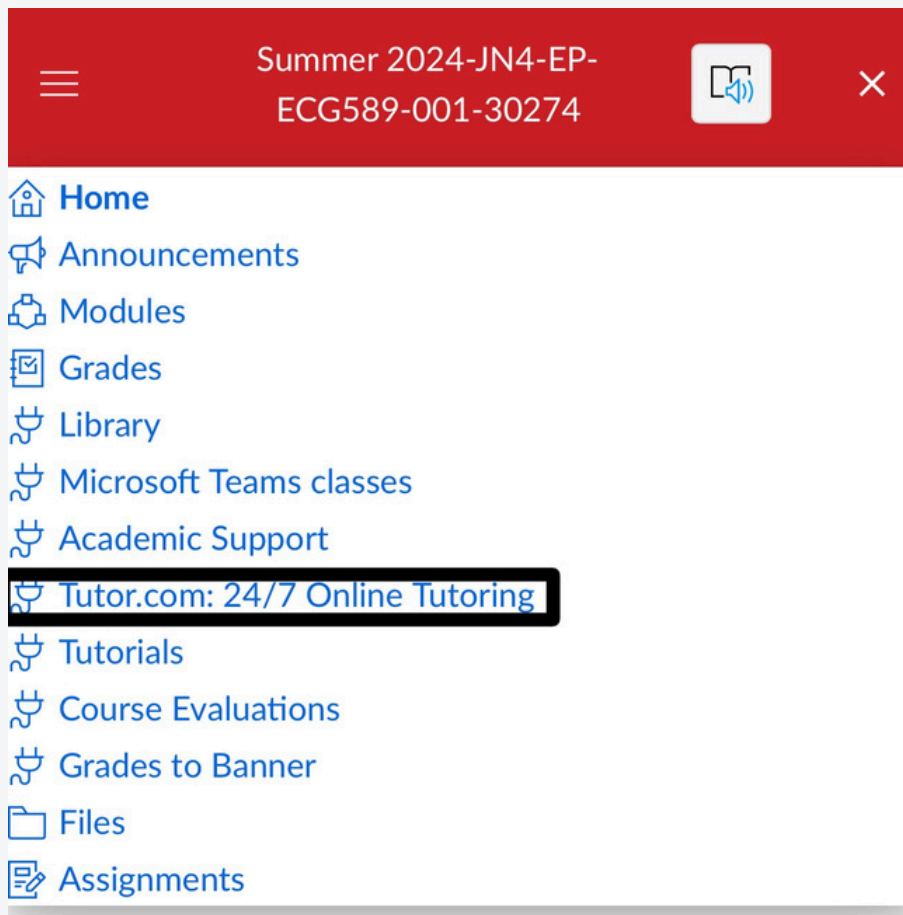 Summer 2024-JN4-EP-
ECG589-001-30274
Home
Announcements
Modules
Grades
Library
Microsoft Teams classes
Academic Support
Tutor.com: 24/7 Online Tutoring
Tutorials
Course Evaluations
Grades to Banner
Files
Assignments